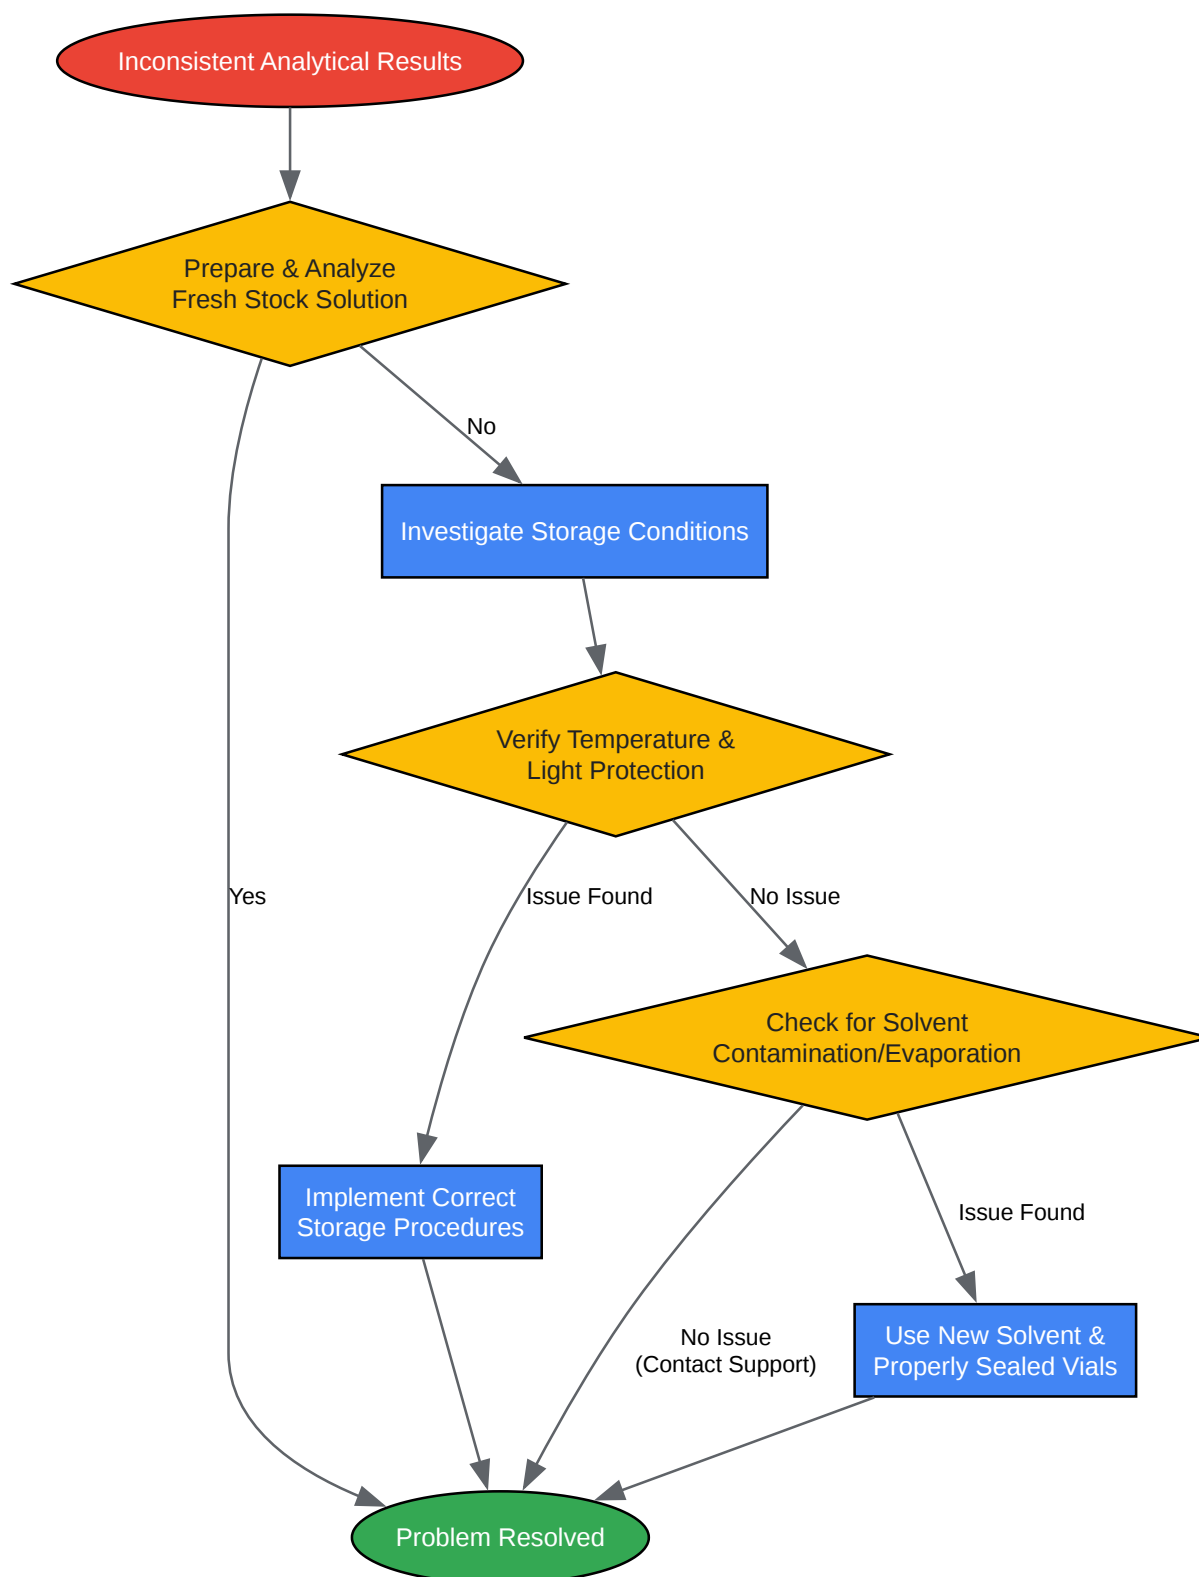 Inconsistent Analytical Results
Prepare & Analyze
Fresh Stock Solution
No
Investigate Storage Conditions
Verify Temperature &
Light Protection
Yes
Issue Found
No Issue
Check for Solvent
Contamination/Evaporation
Implement Correct
Storage Procedures
Issue Found
No Issue
(Contact Support)
Use New Solvent &
Properly Sealed Vials
Problem Resolved